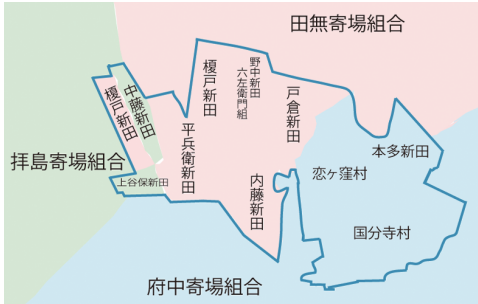 田無寄場組合
榎戸新田
野中新田
六左衛門組
戸倉新田
中藤新田
榎戸新田
平兵衛新田
本多新田
拝島寄場組合
上谷保新田
内藤新田
恋ヶ窪村
国分寺村
府中寄場組合